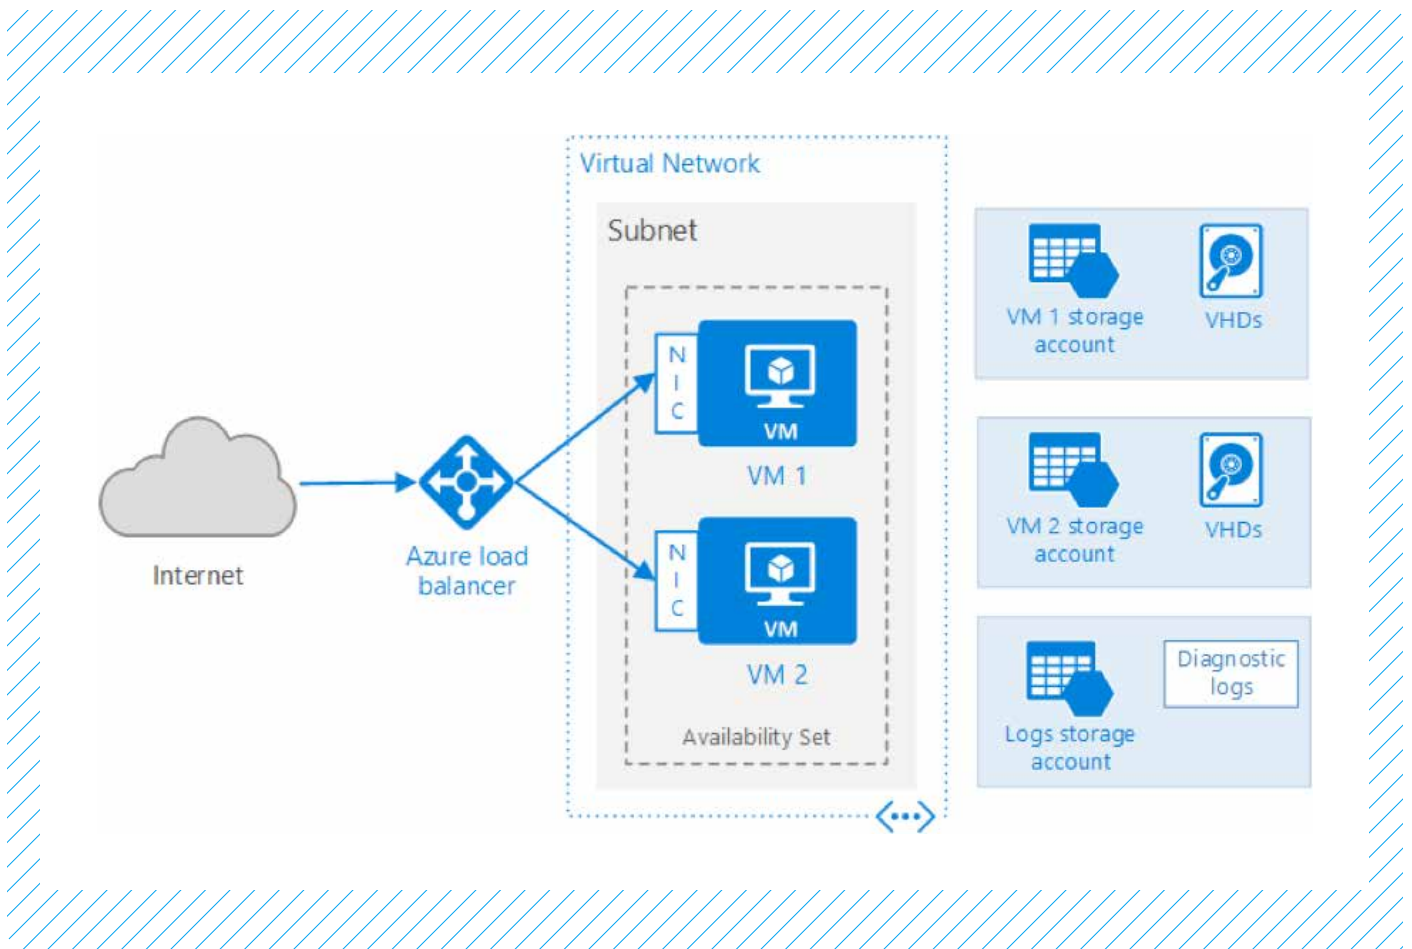 Virtual Network
Subnet
N
I
C
VM
VM 1
N
I
C
VM
VM 2
Availability Set
Internet
Azure load
balancer
VM 1 storage
account
VHDs
VM 2 storage
account
VHDs
Diagnostic
logs
Logs storage
account